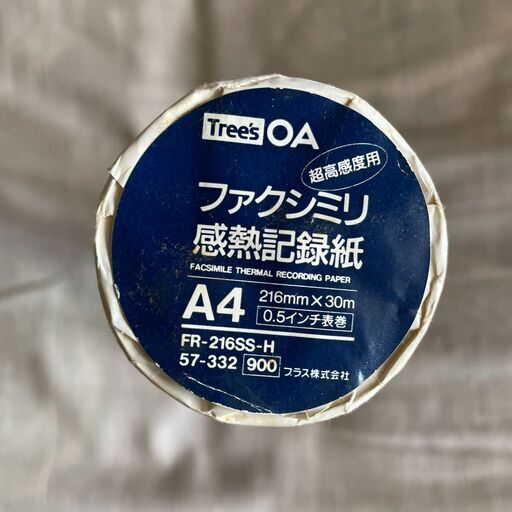 Tree's OA
超高感度用
ファクシミリ
感熱記録紙
FACSIMILE THERMAL RECORDING PAPER
A4 216mm×30m
0.5インチ表巻
FR-216SS-H
57-332 900 プラス株式会社